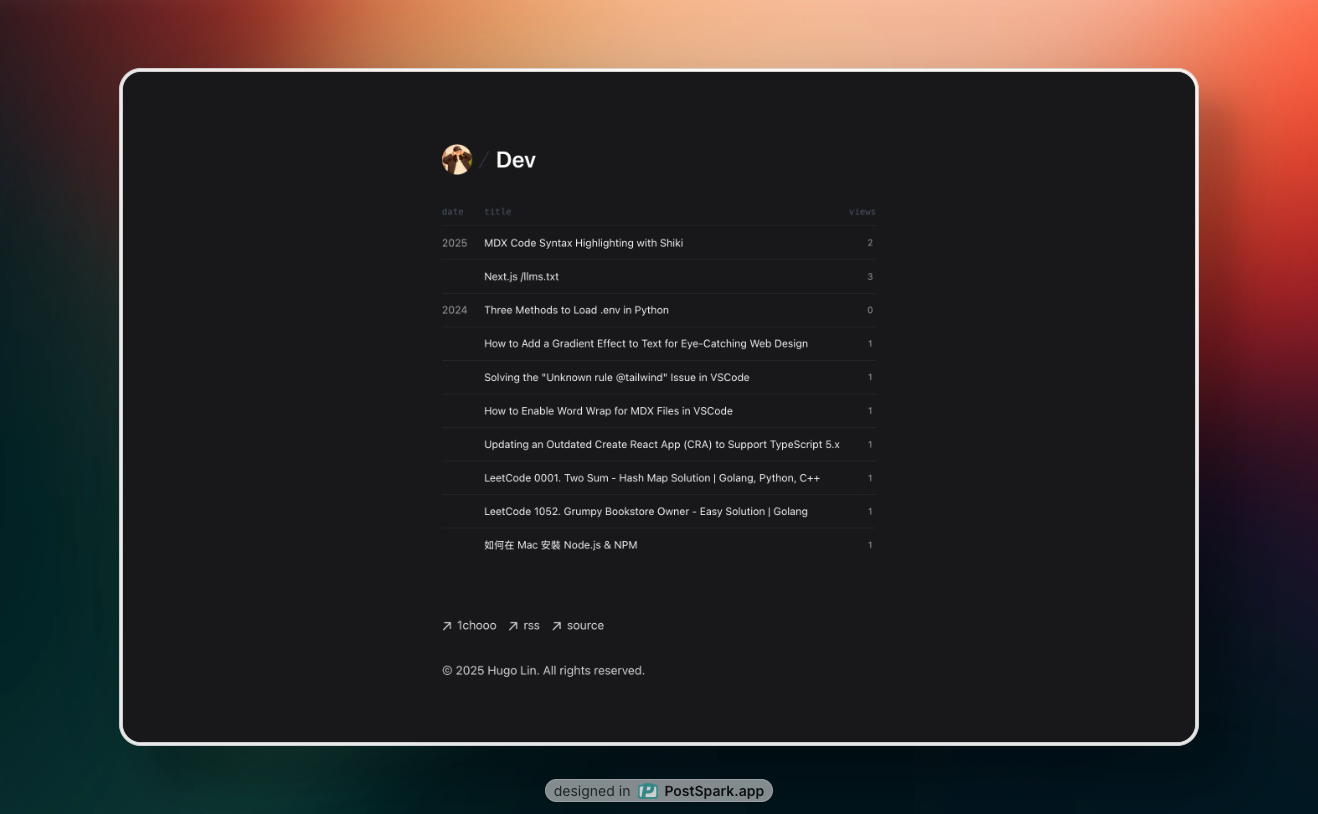 / Dev
date title views
2025 MDX Code Syntax Highlighting with Shiki 2
Next.js /llms.txt 3
2024 Three Methods to Load .env in Python 0
How to Add a Gradient Effect to Text for Eye-Catching Web Design 1
Solving the "Unknown rule @tailwind" Issue in VSCode 1
How to Enable Word Wrap for MDX Files in VSCode 1
Updating an Outdated Create React App (CRA) to Support TypeScript 5.x 1
LeetCode 0001. Two Sum - Hash Map Solution | Golang, Python, C++ 1
LeetCode 1052. Grumpy Bookstore Owner - Easy Solution | Golang 1
如何在 Mac 安裝 Node.js & NPM 1
↗ 1chooo ↗ rss ↗ source
© 2025 Hugo Lin. All rights reserved.
designed in PostSpark.app